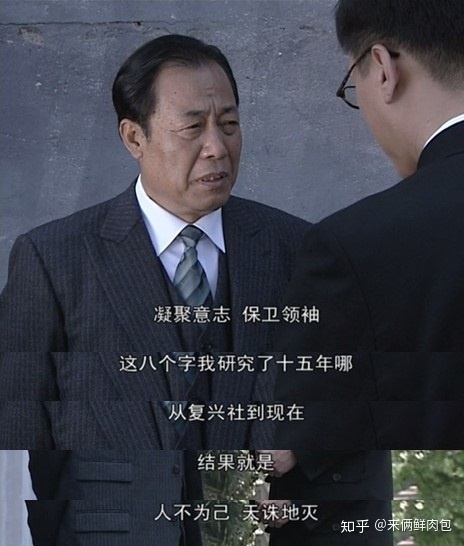 凝聚意志 保卫领袖
这八个字我研究了十五年哪
从复兴社到现在
结果就是
人不为己 天诛地灭
知乎 @来俩鲜肉包